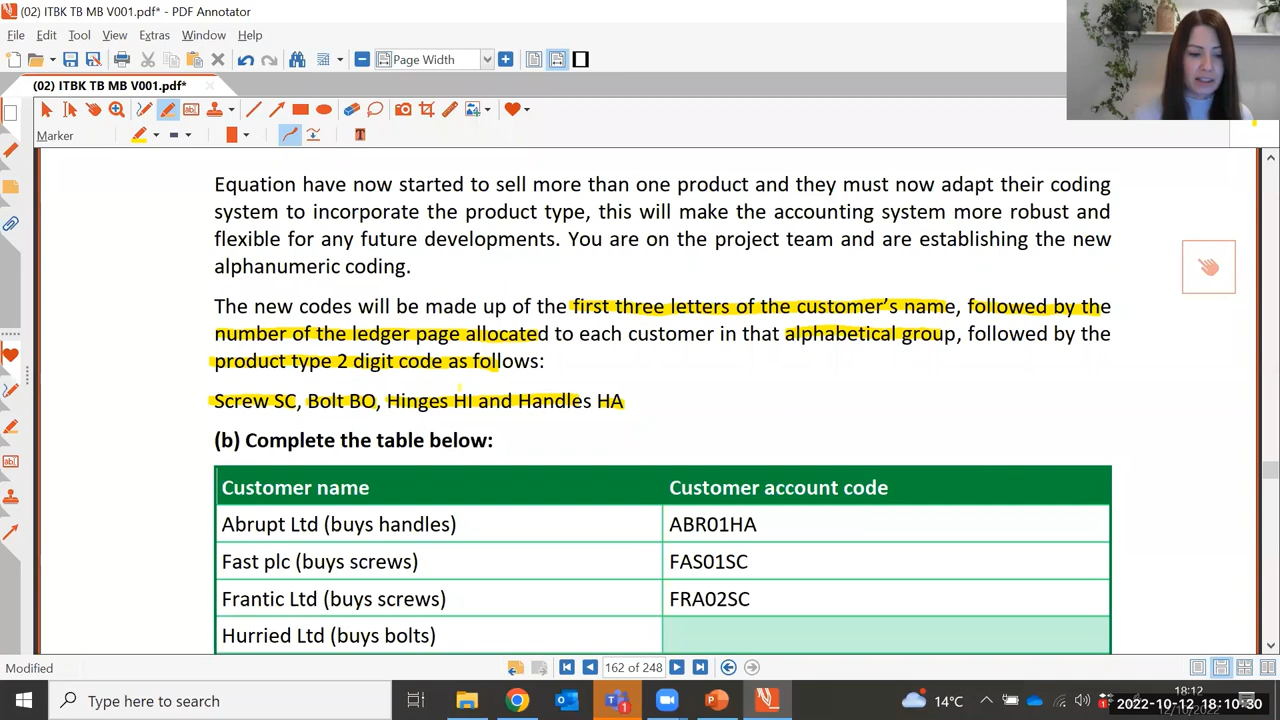 (02) ITBK TB MB V001.pdf* - PDF Annotator
File Edit Tool View Extras Window Help
Page Width
(02) ITBK TB MB V001.pdf*
Marker
Equation have now started to sell more than one product and they must now adapt their coding
system to incorporate the product type, this will make the accounting system more robust and
flexible for any future developments. You are on the project team and are establishing the new
alphanumeric coding.
The new codes will be made up of the first three letters of the customer’s name, followed by the
number of the ledger page allocated to each customer in that alphabetical group, followed by the
product type 2 digit code as follows:
Screw SC, Bolt BO, Hinges HI and Handles HA
(b) Complete the table below:
Customer name Customer account code
Abrupt Ltd (buys handles) ABR01HA
Fast plc (buys screws) FAS01SC
Frantic Ltd (buys screws) FRA02SC
Hurried Ltd (buys bolts)
Modified 162 of 248
Type here to search 14°C 18:12
2022-10-12 18:10:30